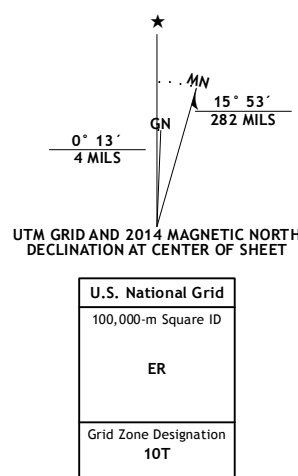 MN
GN
15° 53´
282 MILS
0° 13´
4 MILS
UTM GRID AND 2014 MAGNETIC NORTH
DECLINATION AT CENTER OF SHEET
U.S. National Grid
100,000-m Square ID
ER
Grid Zone Designation
10T